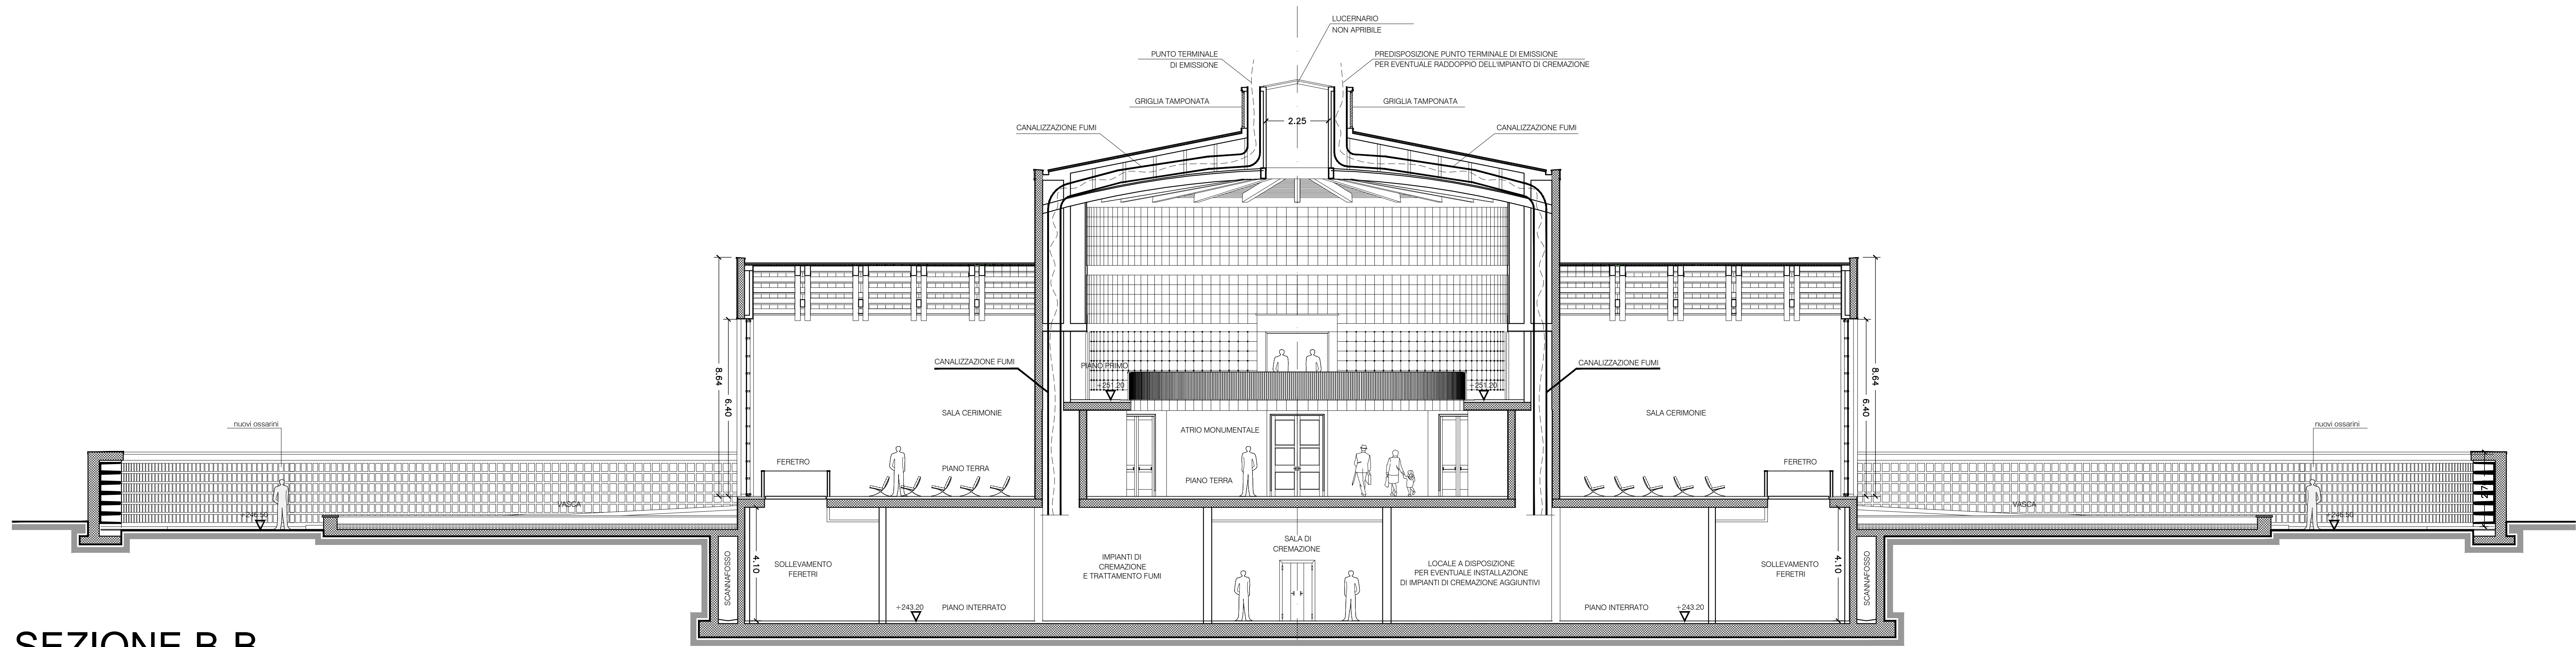 LUCERNARIO
NON APRIBILE
PUNTO TERMINALE
DI EMISSIONE
PREDISPOSIZIONE PUNTO TERMINALE DI EMISSIONE
PER EVENTUALE RADDOPPIO DELL'IMPIANTO DI CREMAZIONE
GRIGLIA TAMPONATA
GRIGLIA TAMPONATA
2.25
CANALIZZAZIONE FUMI
CANALIZZAZIONE FUMI
CANALIZZAZIONE FUMI
CANALIZZAZIONE FUMI
PIANO PRIMO
+251.20
+251.20
8.64
6.40
8.64
6.40
SALA CERIMONIE
SALA CERIMONIE
nuovi ossarini
nuovi ossarini
ATRIO MONUMENTALE
FERETRO
PIANO TERRA
PIANO TERRA
FERETRO
VASCA
VASCA
+246.50
+246.50
SCANNAFOSSO
4.10
SOLLEVAMENTO
FERETRI
IMPIANTI DI
CREMAZIONE
E TRATTAMENTO FUMI
SALA DI
CREMAZIONE
LOCALE A DISPOSIZIONE
PER EVENTUALE INSTALLAZIONE
DI IMPIANTI DI CREMAZIONE AGGIUNTIVI
SOLLEVAMENTO
FERETRI
4.10
SCANNAFOSSO
+243.20
PIANO INTERRATO
PIANO INTERRATO
+243.20
SEZIONE B B